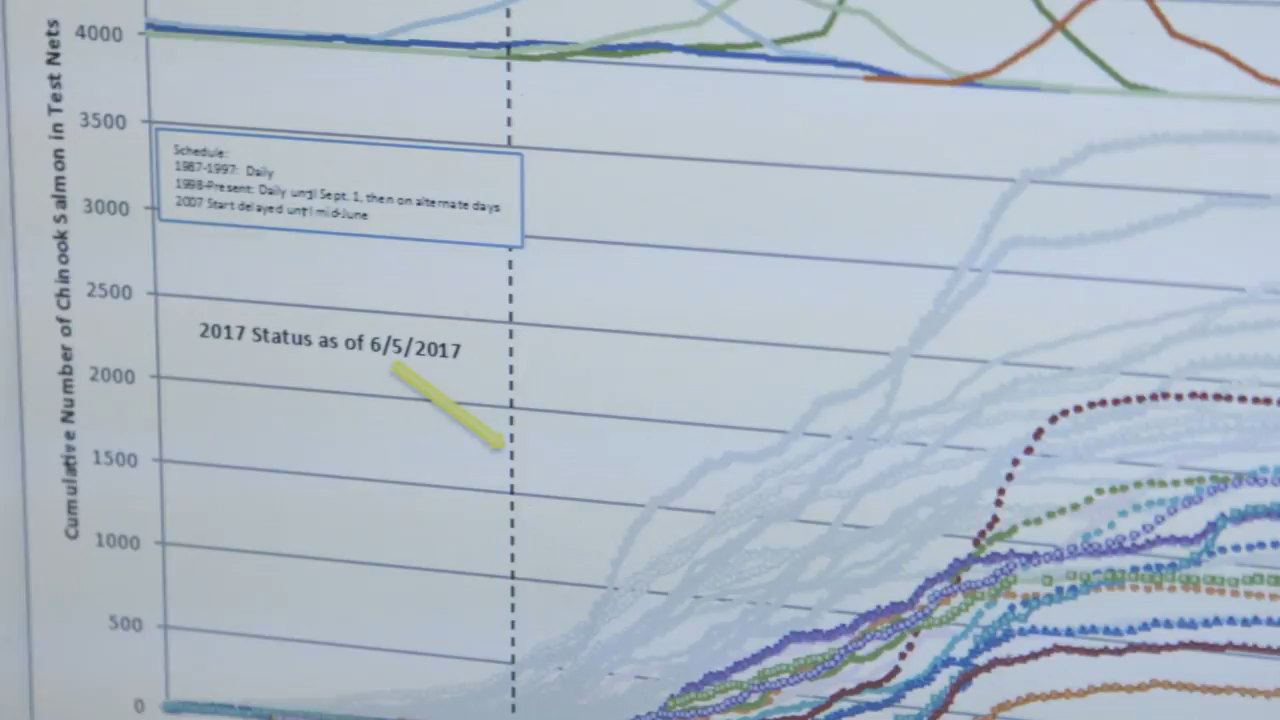 Cumulative Number of Chinook Salmon in Test Nets
4000
3500
3000
2500
2000
1500
1000
500
0
Schedule:
1987-1997: Daily
1998-Present: Daily until Sept. 1, then on alternate days
2007 Start delayed until mid-June
2017 Status as of 6/5/2017